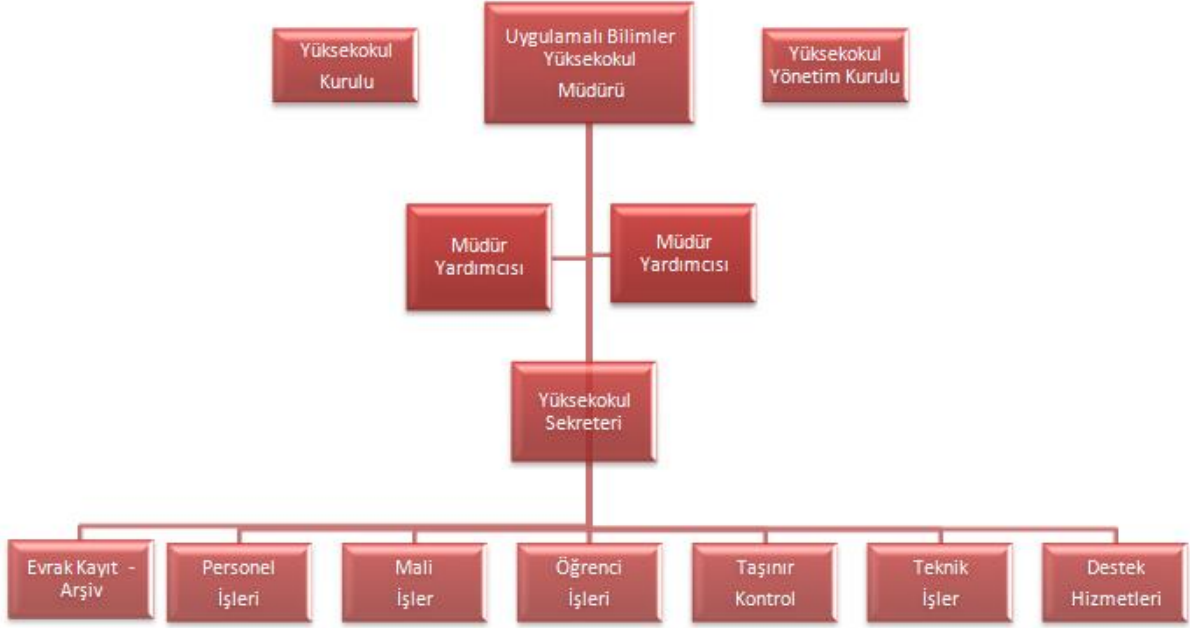 Yüksekokul
Kurulu
Uygulamalı Bilimler
Yüksekokul
Müdürü
Yüksekokul
Yönetim Kurulu
Müdür
Yardımcısı
Müdür
Yardımcısı
Yüksekokul
Sekreteri
Evrak Kayıt -
Arşiv
Personel
İşleri
Mali
İşler
Öğrenci
İşleri
Taşınır
Kontrol
Teknik
İşler
Destek
Hizmetleri